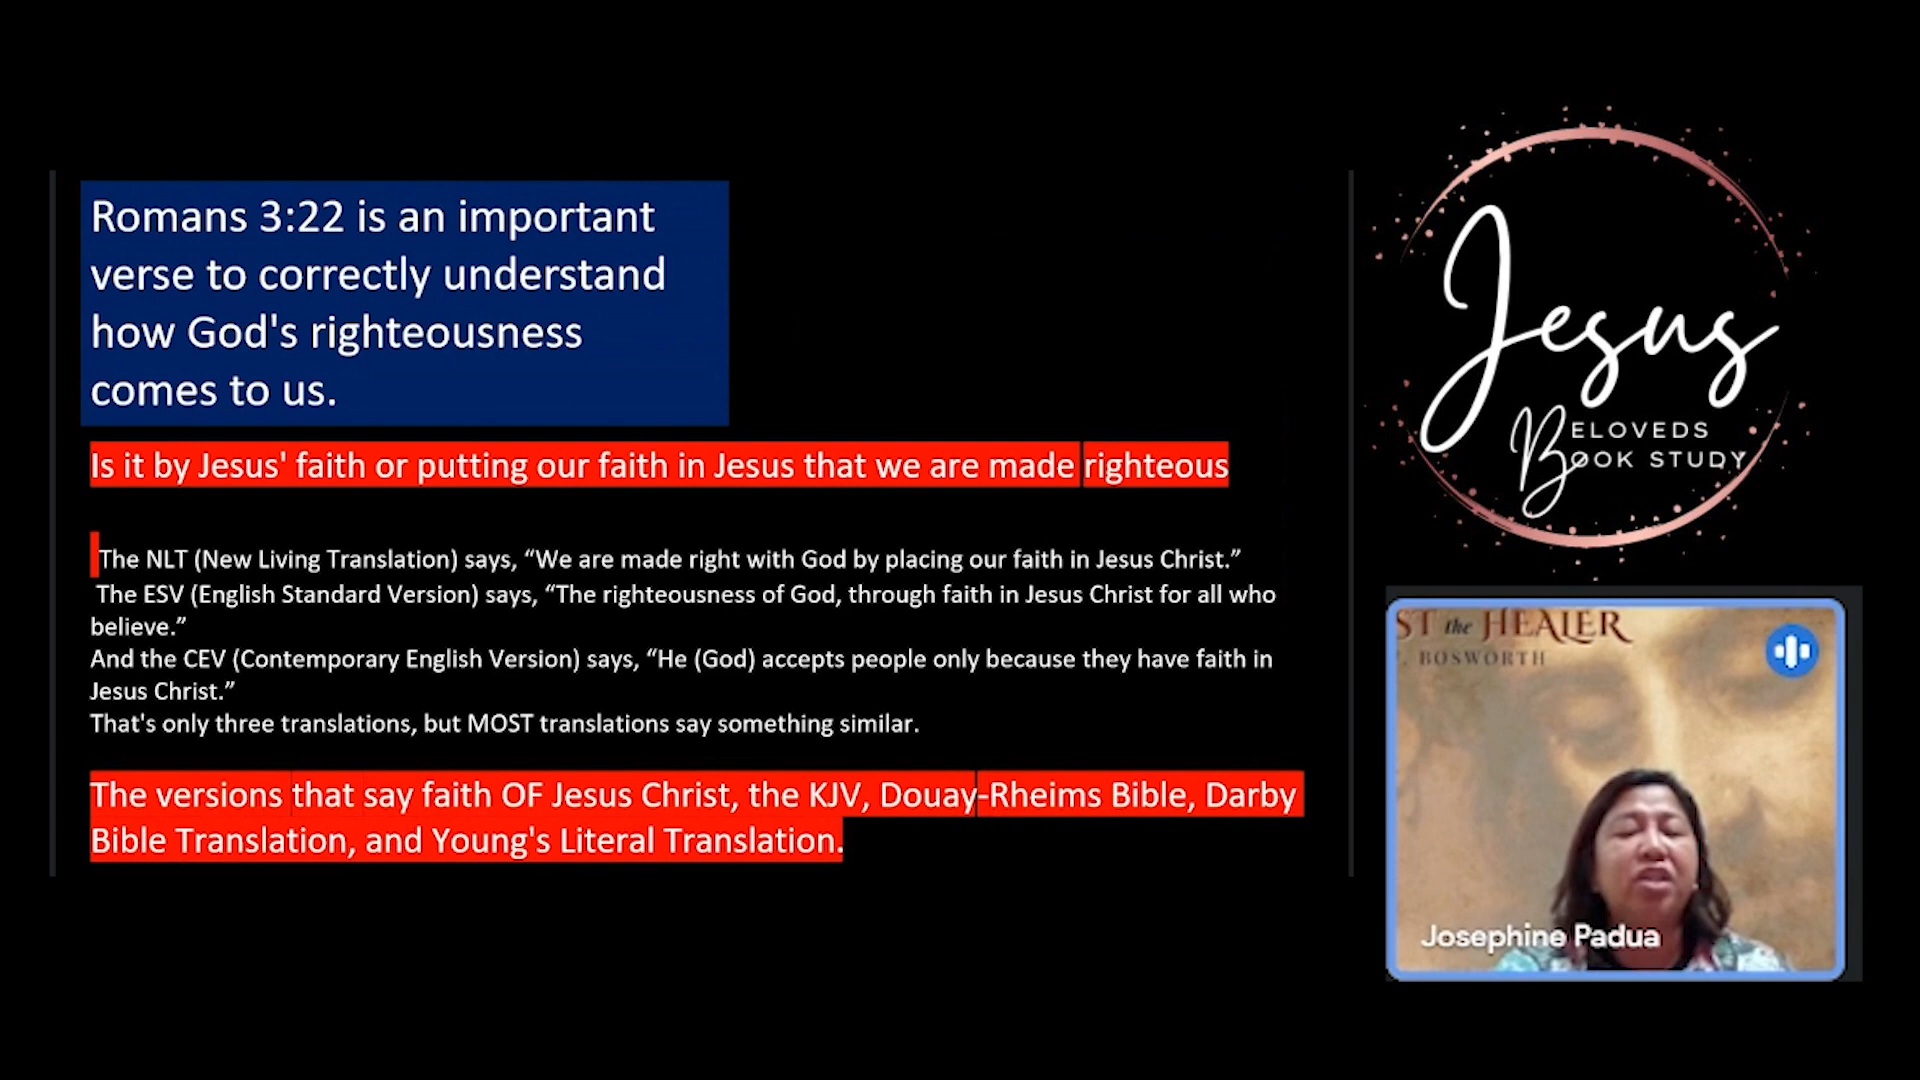 Romans 3:22 is an important
verse to correctly understand
how God's righteousness
comes to us.
Is it by Jesus' faith or putting our faith in Jesus that we are made righteous
The NLT (New Living Translation) says, “We are made right with God by placing our faith in Jesus Christ.”
The ESV (English Standard Version) says, “The righteousness of God, through faith in Jesus Christ for all who
believe.”
And the CEV (Contemporary English Version) says, “He (God) accepts people only because they have faith in
Jesus Christ.”
That's only three translations, but MOST translations say something similar.
The versions that say faith OF Jesus Christ, the KJV, Douay-Rheims Bible, Darby
Bible Translation, and Young's Literal Translation.
Jesus
BELOVEDS
BOOK STUDY
ST the HEALER
. BOSWORTH
Josephine Padua